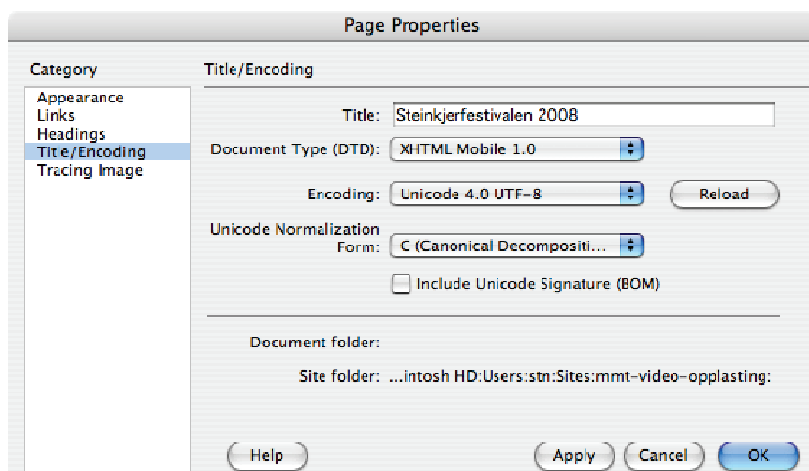 Page Properties
Category
Appearance
Links
Headings
Title/Encoding
Tracing Image
Title/Encoding
Title: Steinkjerfestivalen 2008
Document Type (DTD): XHTML Mobile 1.0
Encoding: Unicode 4.0 UTF-8 Reload
Unicode Normalization
Form: C (Canonical Decompositi...
Include Unicode Signature (BOM)
Document folder:
Site folder: ...intosh HD:Users:stn:Sites:mmt-video-opplasting:
Help Apply Cancel OK